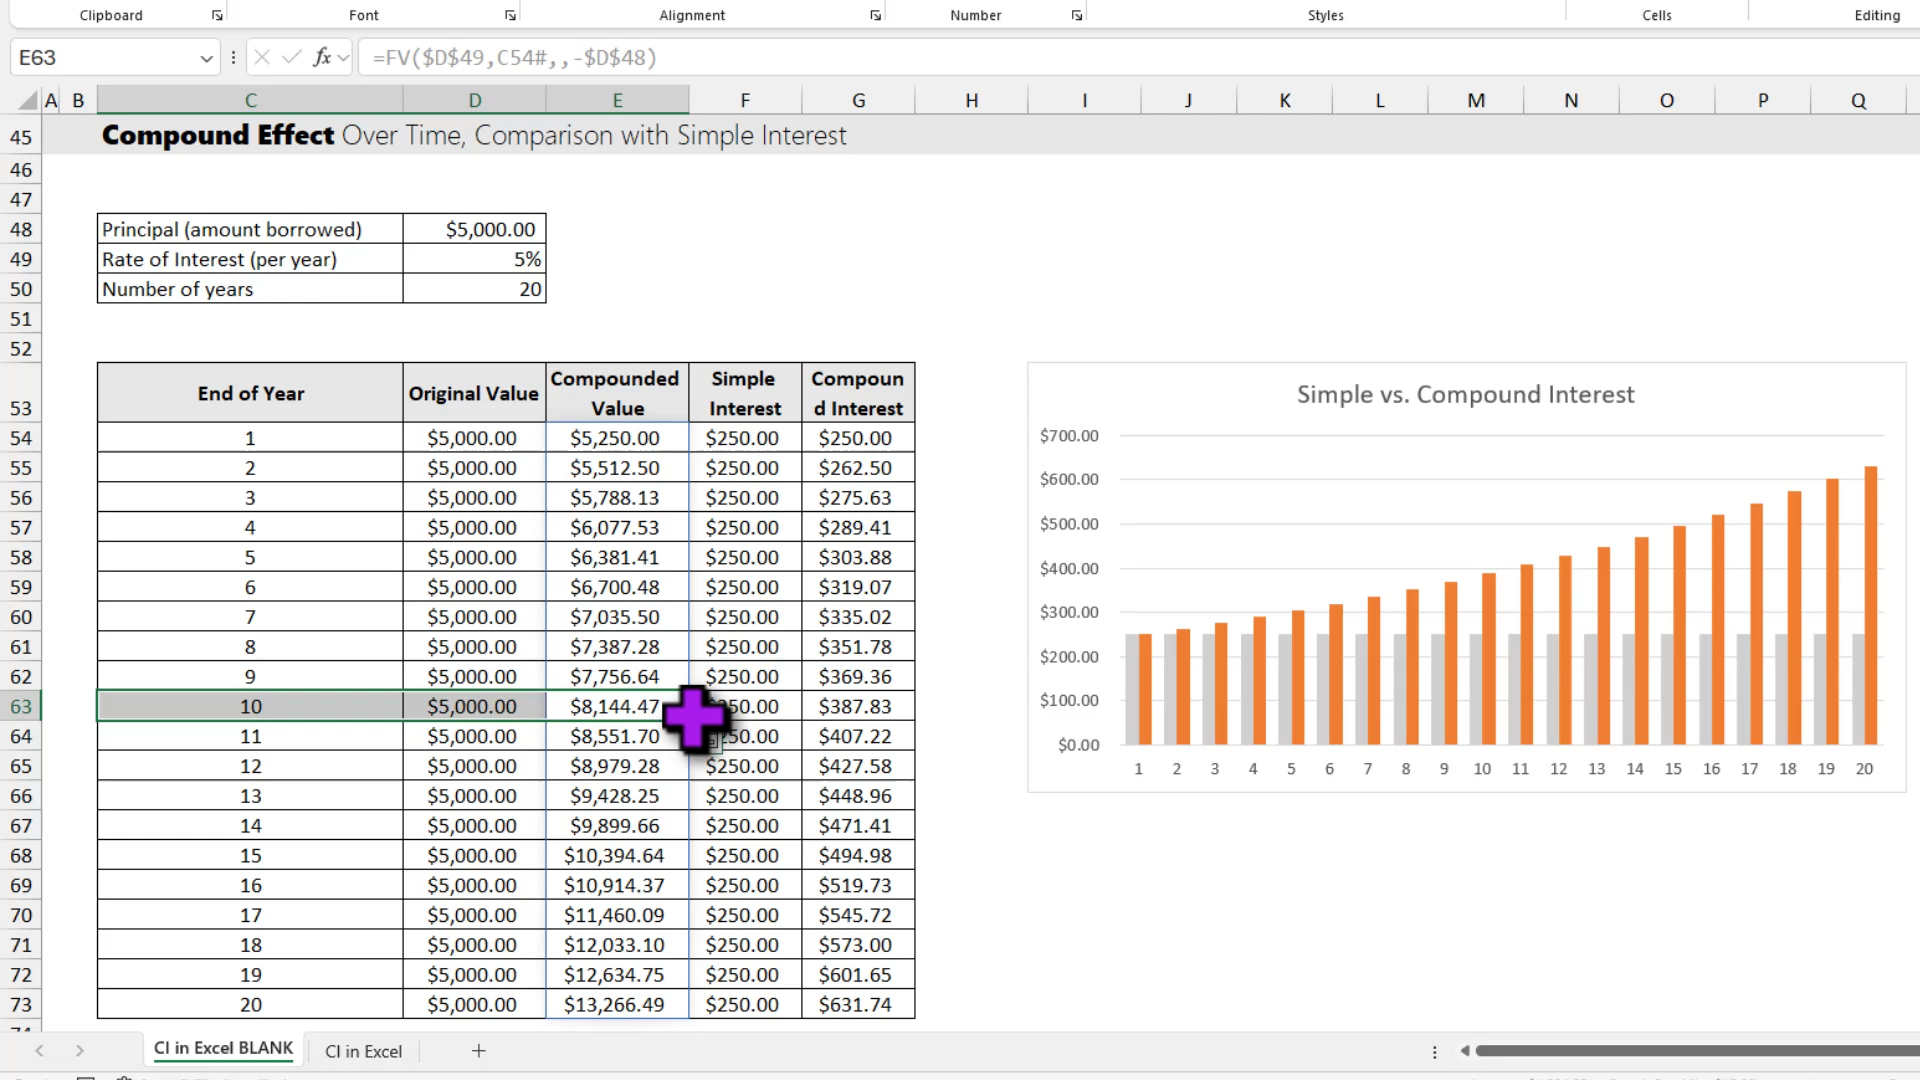 Clipboard Font Alignment Number Styles Cells Editing
E63 fx =FV($D$49,C54#,,-$D$48)
A B C D E F G H I J K L M N O P Q
45 Compound Effect Over Time, Comparison with Simple Interest
46
47
48 Principal (amount borrowed) $5,000.00
49 Rate of Interest (per year) 5%
50 Number of years 20
51
52
53 End of Year Original Value Compounded Value Simple Interest Compoun d Interest
54 1 $5,000.00 $5,250.00 $250.00 $250.00
55 2 $5,000.00 $5,512.50 $250.00 $262.50
56 3 $5,000.00 $5,788.13 $250.00 $275.63
57 4 $5,000.00 $6,077.53 $250.00 $289.41
58 5 $5,000.00 $6,381.41 $250.00 $303.88
59 6 $5,000.00 $6,700.48 $250.00 $319.07
60 7 $5,000.00 $7,035.50 $250.00 $335.02
61 8 $5,000.00 $7,387.28 $250.00 $351.78
62 9 $5,000.00 $7,756.64 $250.00 $369.36
63 10 $5,000.00 $8,144.47 50.00 $387.83
64 11 $5,000.00 $8,551.70 250.00 $407.22
65 12 $5,000.00 $8,979.28 $250.00 $427.58
66 13 $5,000.00 $9,428.25 $250.00 $448.96
67 14 $5,000.00 $9,899.66 $250.00 $471.41
68 15 $5,000.00 $10,394.64 $250.00 $494.98
69 16 $5,000.00 $10,914.37 $250.00 $519.73
70 17 $5,000.00 $11,460.09 $250.00 $545.72
71 18 $5,000.00 $12,033.10 $250.00 $573.00
72 19 $5,000.00 $12,634.75 $250.00 $601.65
73 20 $5,000.00 $13,266.49 $250.00 $631.74
Simple vs. Compound Interest
$700.00
$600.00
$500.00
$400.00
$300.00
$200.00
$100.00
$0.00
1 2 3 4 5 6 7 8 9 10 11 12 13 14 15 16 17 18 19 20
CI in Excel BLANK CI in Excel +